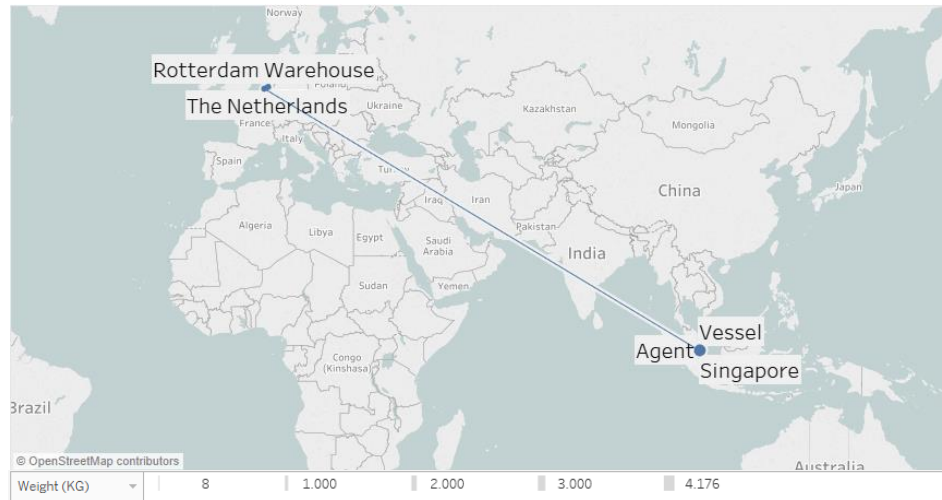 Norway
Rotterdam Warehouse
Poland
The Netherlands
Ukraine
France
Kazakhstan
Mongolia
Italy
Spain
Iraq
Iran
China
Japan
Algeria
Libya
Egypt
Pakistan
Saudi
Arabia
India
Sudan
Yemen
Vessel
Agent
Singapore
Congo
(Kinshasa)
Brazil
Australia
© OpenStreetMap contributors
Weight (KG) 8 1.000 2.000 3.000 4.176